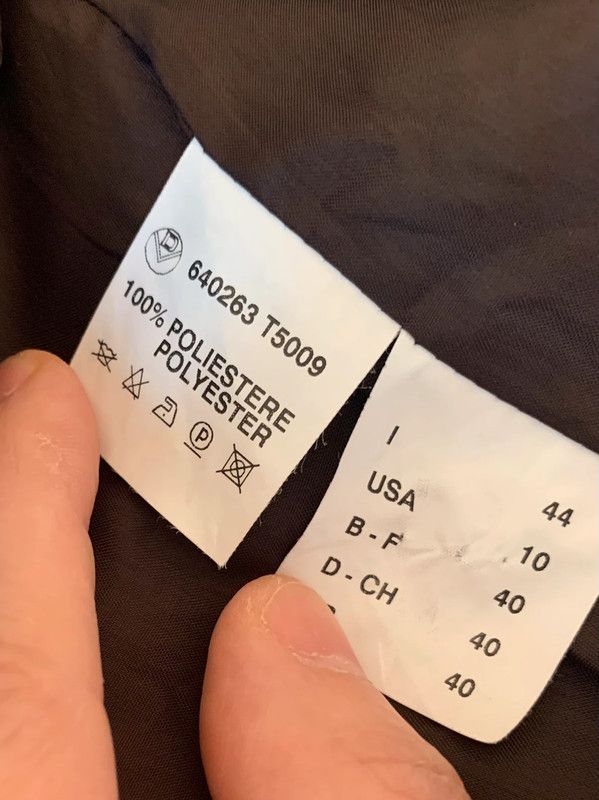 640263 T5009
100% POLIESTERE
POLYESTER
P
I 44
USA 10
B - F 40
D - CH 40
40